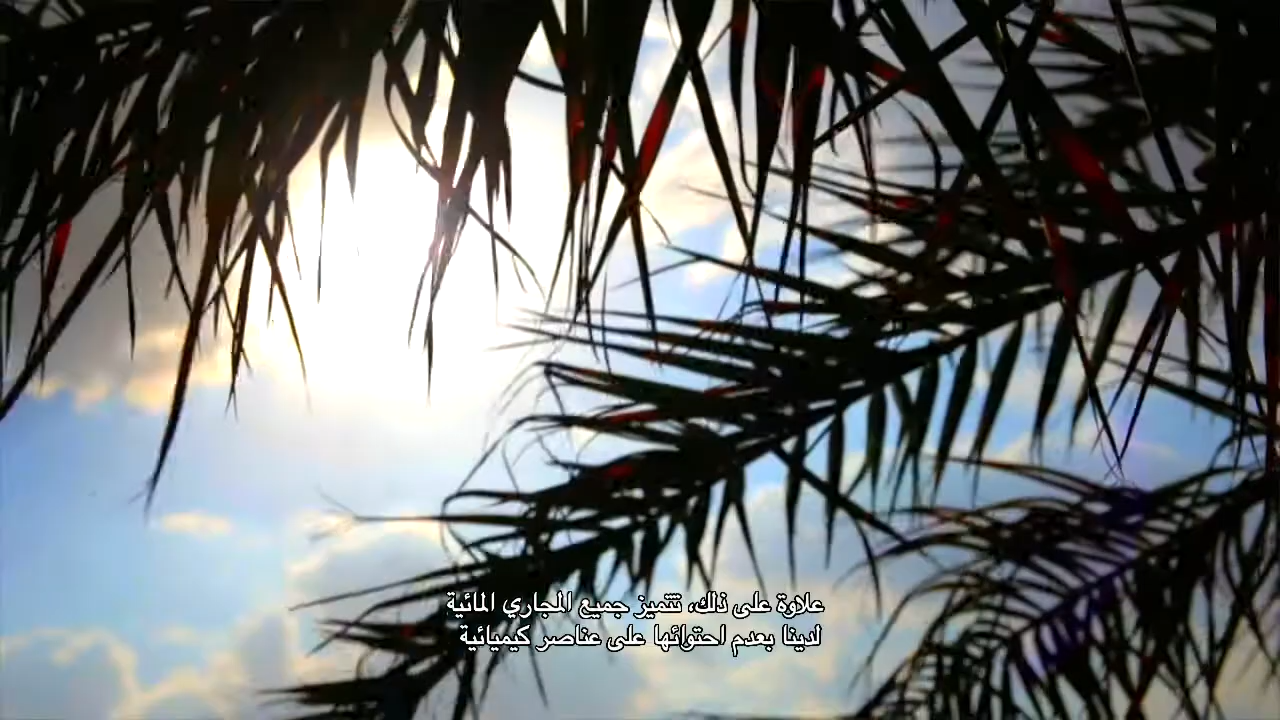 علاوة على ذلك، تتميز جميع المجاري المائية
لدينا بعدم احتوائها على عناصر كيميائية